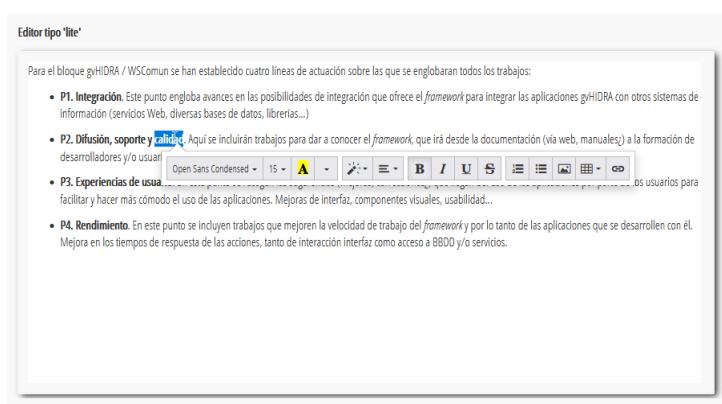 Editor tipo 'lite'
Para el bloque gvHIDRA / WSComun se han establecido cuatro líneas de actuación sobre las que se englobaran todos los trabajos:
• P1. Integración. Este punto engloba avances en las posibilidades de integración que ofrece el framework para integrar las aplicaciones gvHIDRA con otros sistemas de
información (servicios Web, diversas bases de datos, librerías...)
• P2. Difusión, soporte y calidad. Aquí se incluirán trabajos para dar a conocer el framework, que irá desde la documentación (vía web, manuales¿) a la formación de
desarrolladores y/o usuar
Open Sans Condensed 15 A B I U S
• P3. Experiencias de usua os usuarios para
facilitar y hacer más cómodo el uso de las aplicaciones. Mejoras de interfaz, componentes visuales, usabilidad...
• P4. Rendimiento. En este punto se incluyen trabajos que mejoren la velocidad de trabajo del framework y por lo tanto de las aplicaciones que se desarrollen con él.
Mejora en los tiempos de respuesta de las acciones, tanto de interacción interfaz como acceso a BBDD y/o servicios.